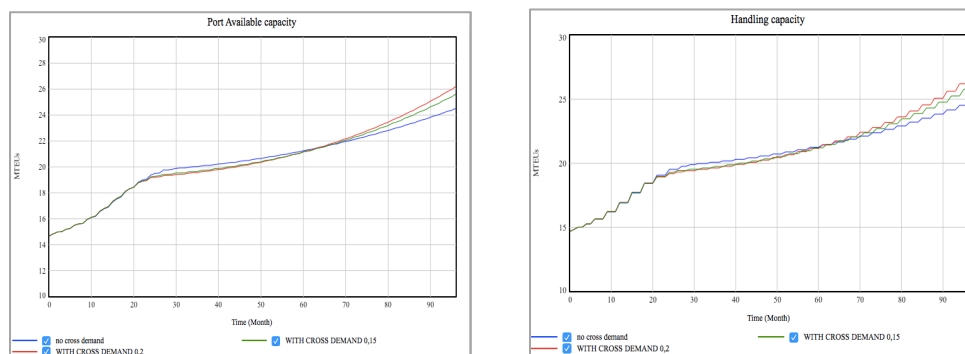 Port Available capacity
30
28
26
24
22
20
18
16
14
12
10
MTEUs
0 10 20 30 40 50 60 70 80 90
Time (Month)
no cross demand
WITH CROSS DEMAND 0,15
WITH CROSS DEMAND 0,2
Handling capacity
30
25
20
15
10
MTEUs
0 10 20 30 40 50 60 70 80 90
Time (Month)
no cross demand
WITH CROSS DEMAND 0,15
WITH CROSS DEMAND 0,2